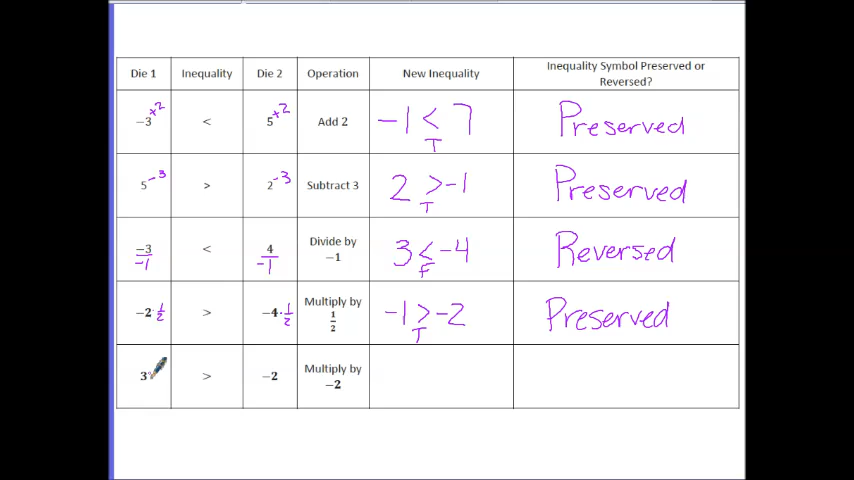 Die 1 Inequality Die 2 Operation New Inequality Inequality Symbol Preserved or Reversed?
-3 +2 < 5 +2 Add 2 -1 < 7 T Preserved
5 -3 > 2 -3 Subtract 3 2 > -1 T Preserved
-3/-1 < 4/-1 Divide by -1 3 < -4 F Reversed
-2·1/2 > -4·1/2 Multiply by 1/2 -1 > -2 T Preserved
3 > -2 Multiply by -2